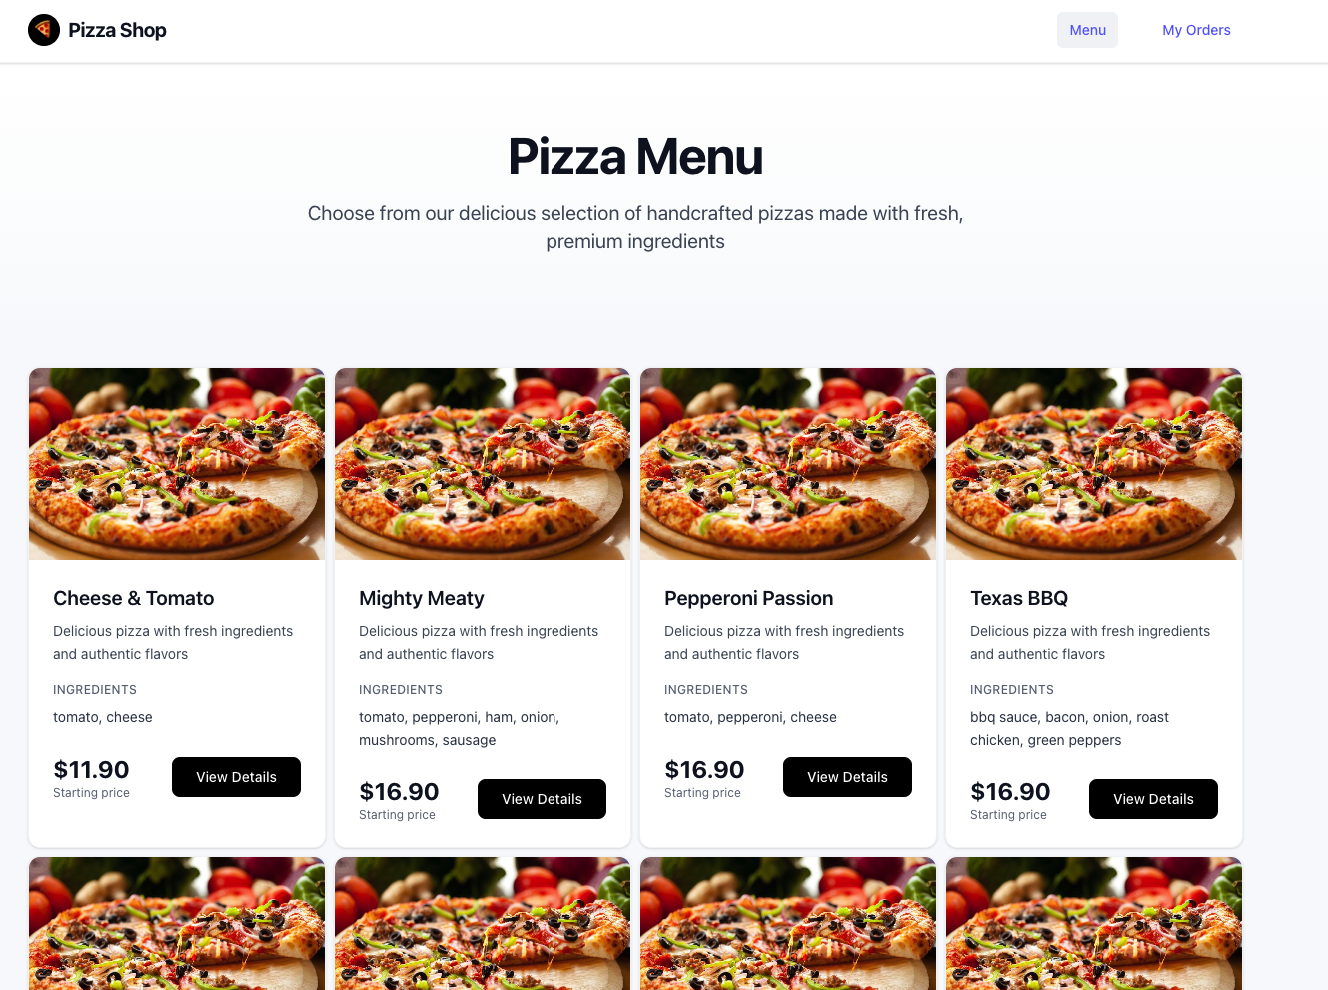 Pizza Shop
Menu
My Orders
Pizza Menu
Choose from our delicious selection of handcrafted pizzas made with fresh,
premium ingredients
Cheese & Tomato
Delicious pizza with fresh ingredients
and authentic flavors
INGREDIENTS
tomato, cheese
$11.90
Starting price
View Details
Mighty Meaty
Delicious pizza with fresh ingredients
and authentic flavors
INGREDIENTS
tomato, pepperoni, ham, onion,
mushrooms, sausage
$16.90
Starting price
View Details
Pepperoni Passion
Delicious pizza with fresh ingredients
and authentic flavors
INGREDIENTS
tomato, pepperoni, cheese
$16.90
Starting price
View Details
Texas BBQ
Delicious pizza with fresh ingredients
and authentic flavors
INGREDIENTS
bbq sauce, bacon, onion, roast
chicken, green peppers
$16.90
Starting price
View Details